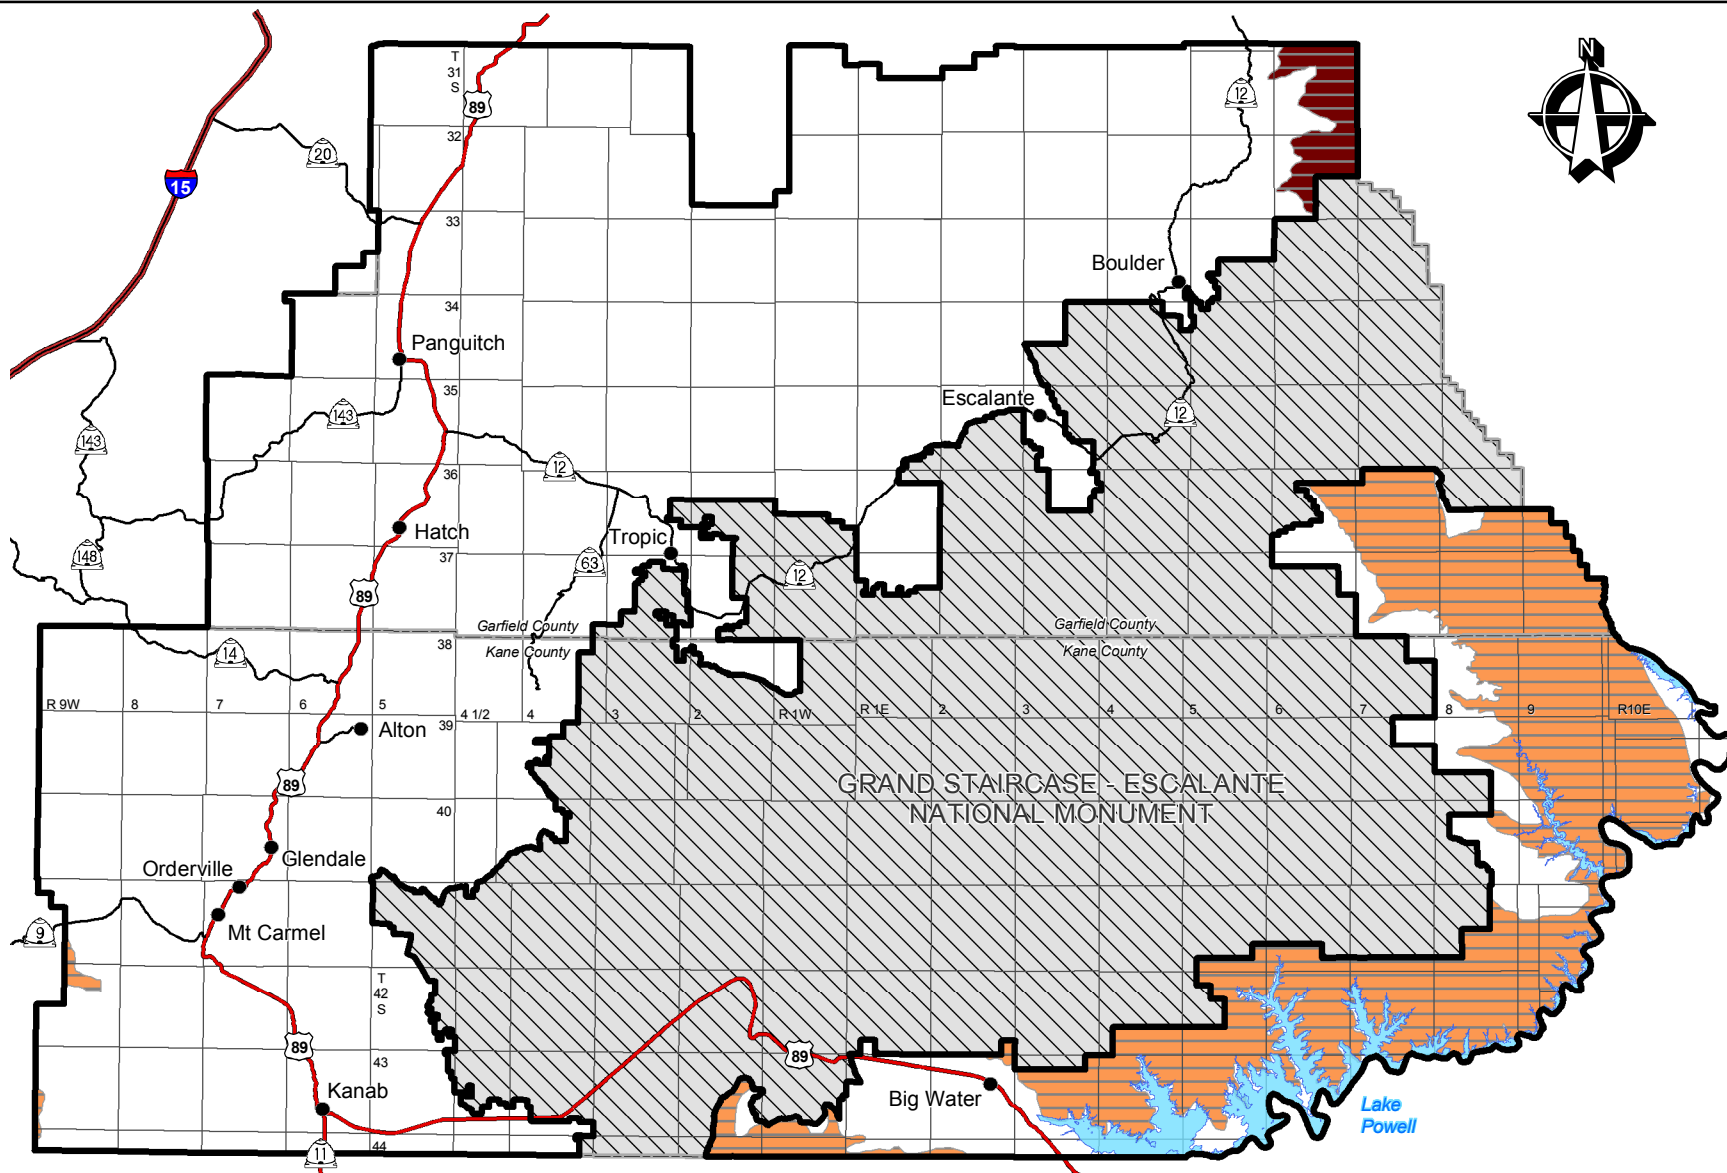 N
T
31
S
89
12
32
20
15
33
Boulder
34
Panguitch
35
Escalante
143
12
143
12
36
Hatch
Tropic
37
148
63
12
89
Garfield County
Kane County
Garfield County
Kane County
38
14
R 9W 8 7 6 5 4 1/2 4 3 2 R 1W R 1E 2 3 4 5 6 7 8 9 R10E
39
Alton
89
GRAND STAIRCASE - ESCALANTE
NATIONAL MONUMENT
40
Glendale
Orderville
Mt Carmel
9
T
42
S
89
89
43
Kanab
Big Water
Lake
Powell
44
11